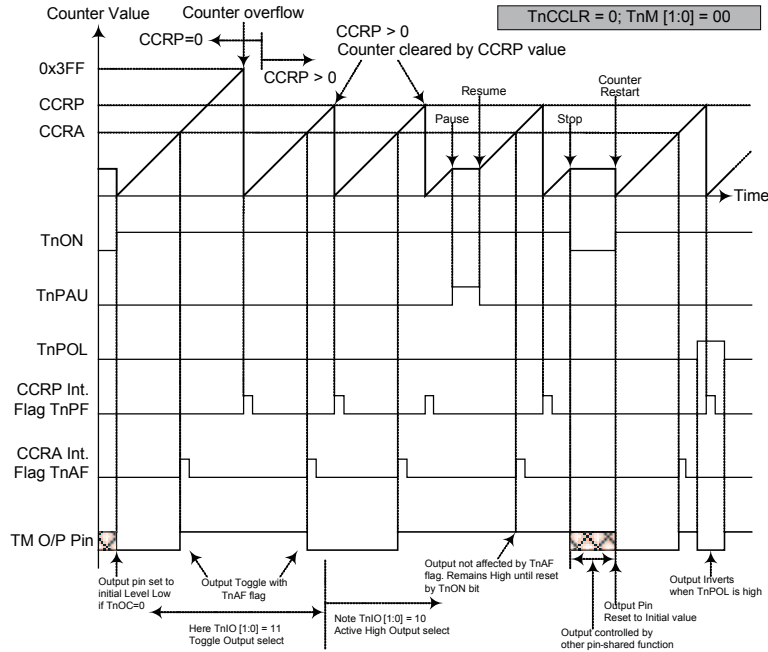 Counter Value
Counter overflow
TnCCLR = 0; TnM [1:0] = 00
CCRP=0
CCRP > 0
CCRP > 0
Counter cleared by CCRP value
0x3FF
CCRP
CCRA
Pause
Resume
Stop
Counter
Restart
Time
TnON
TnPAU
TnPOL
CCRP Int.
Flag TnPF
CCRA Int.
Flag TnAF
TM O/P Pin
Output pin set to
initial Level Low
if TnOC=0
Output Toggle with
TnAF flag
Output not affected by TnAF
flag. Remains High until reset
by TnON bit
Output Inverts
when TnPOL is high
Here TnIO [1:0] = 11
Toggle Output select
Note TnIO [1:0] = 10
Active High Output select
Output Pin
Reset to Initial value
Output controlled by
other pin-shared function